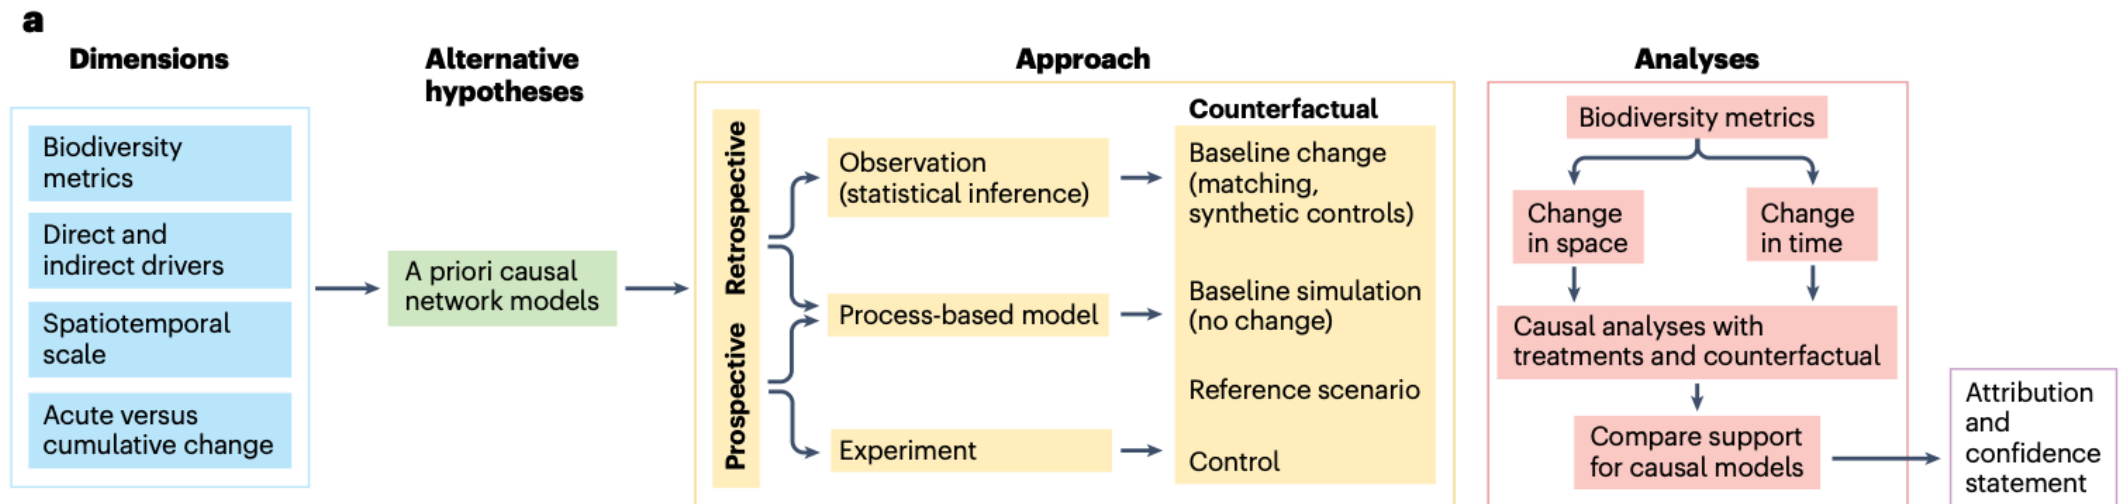 a
Dimensions
Biodiversity
metrics
Direct and
indirect drivers
Spatiotemporal
scale
Acute versus
cumulative change
Alternative
hypotheses
A priori causal
network models
Approach
Retrospective
Prospective
Observation
(statistical inference)
Process-based model
Experiment
Counterfactual
Baseline change
(matching,
synthetic controls)
Baseline simulation
(no change)
Reference scenario
Control
Analyses
Biodiversity metrics
Change
in space
Change
in time
Causal analyses with
treatments and counterfactual
Compare support
for causal models
Attribution
and
confidence
statement